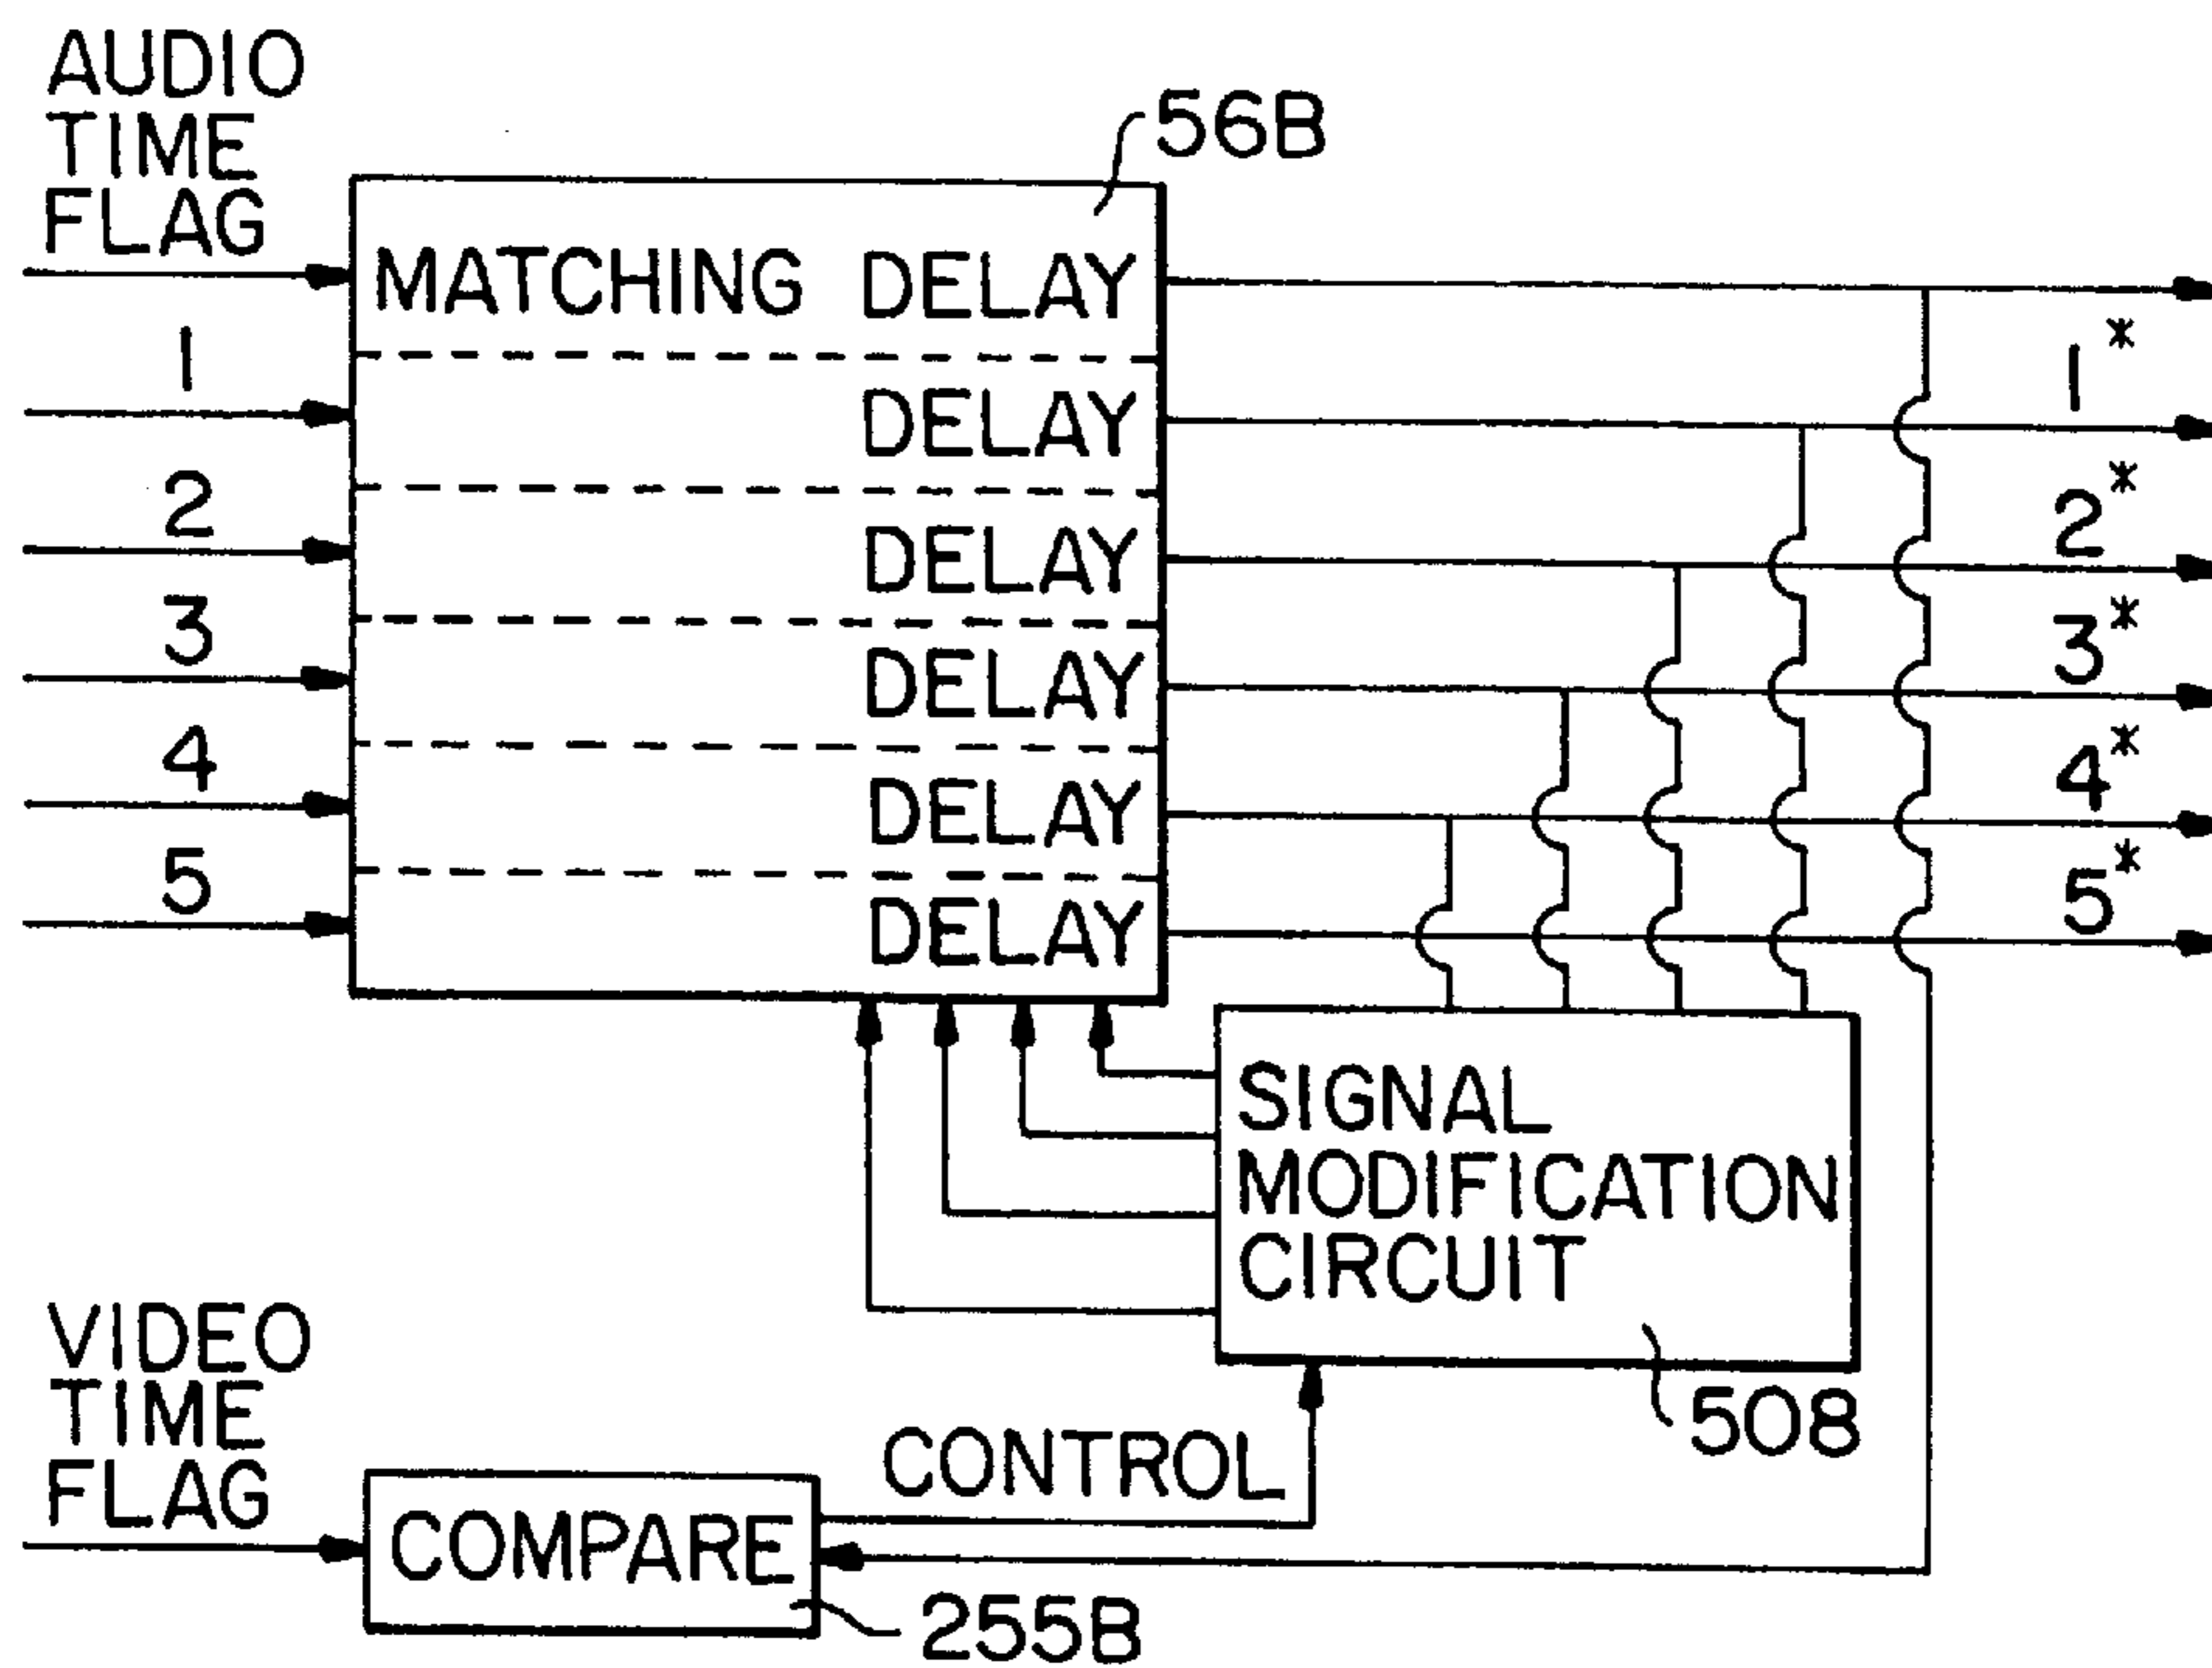 AUDIO
TIME
FLAG
56B
MATCHING DELAY
1
1*
DELAY
2
2*
DELAY
3
3*
DELAY
4
4*
DELAY
5
5*
DELAY
SIGNAL
MODIFICATION
CIRCUIT
508
VIDEO
TIME
FLAG
CONTROL
COMPARE
255B